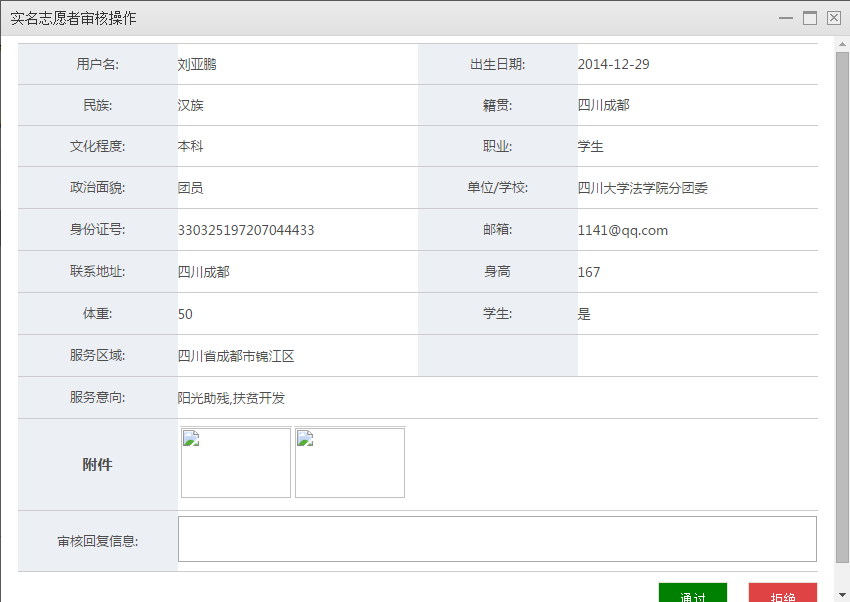 实名志愿者审核操作
用户名: 刘亚鹏 出生日期: 2014-12-29
民族: 汉族 籍贯: 四川成都
文化程度: 本科 职业: 学生
政治面貌: 团员 单位/学校: 四川大学法学院分团委
身份证号: 330325197207044433 邮箱: 1141@qq.com
联系地址: 四川成都 身高 167
体重: 50 学生: 是
服务区域: 四川省成都市锦江区
服务意向: 阳光助残,扶贫开发
附件
审核回复信息:
通过 拒绝